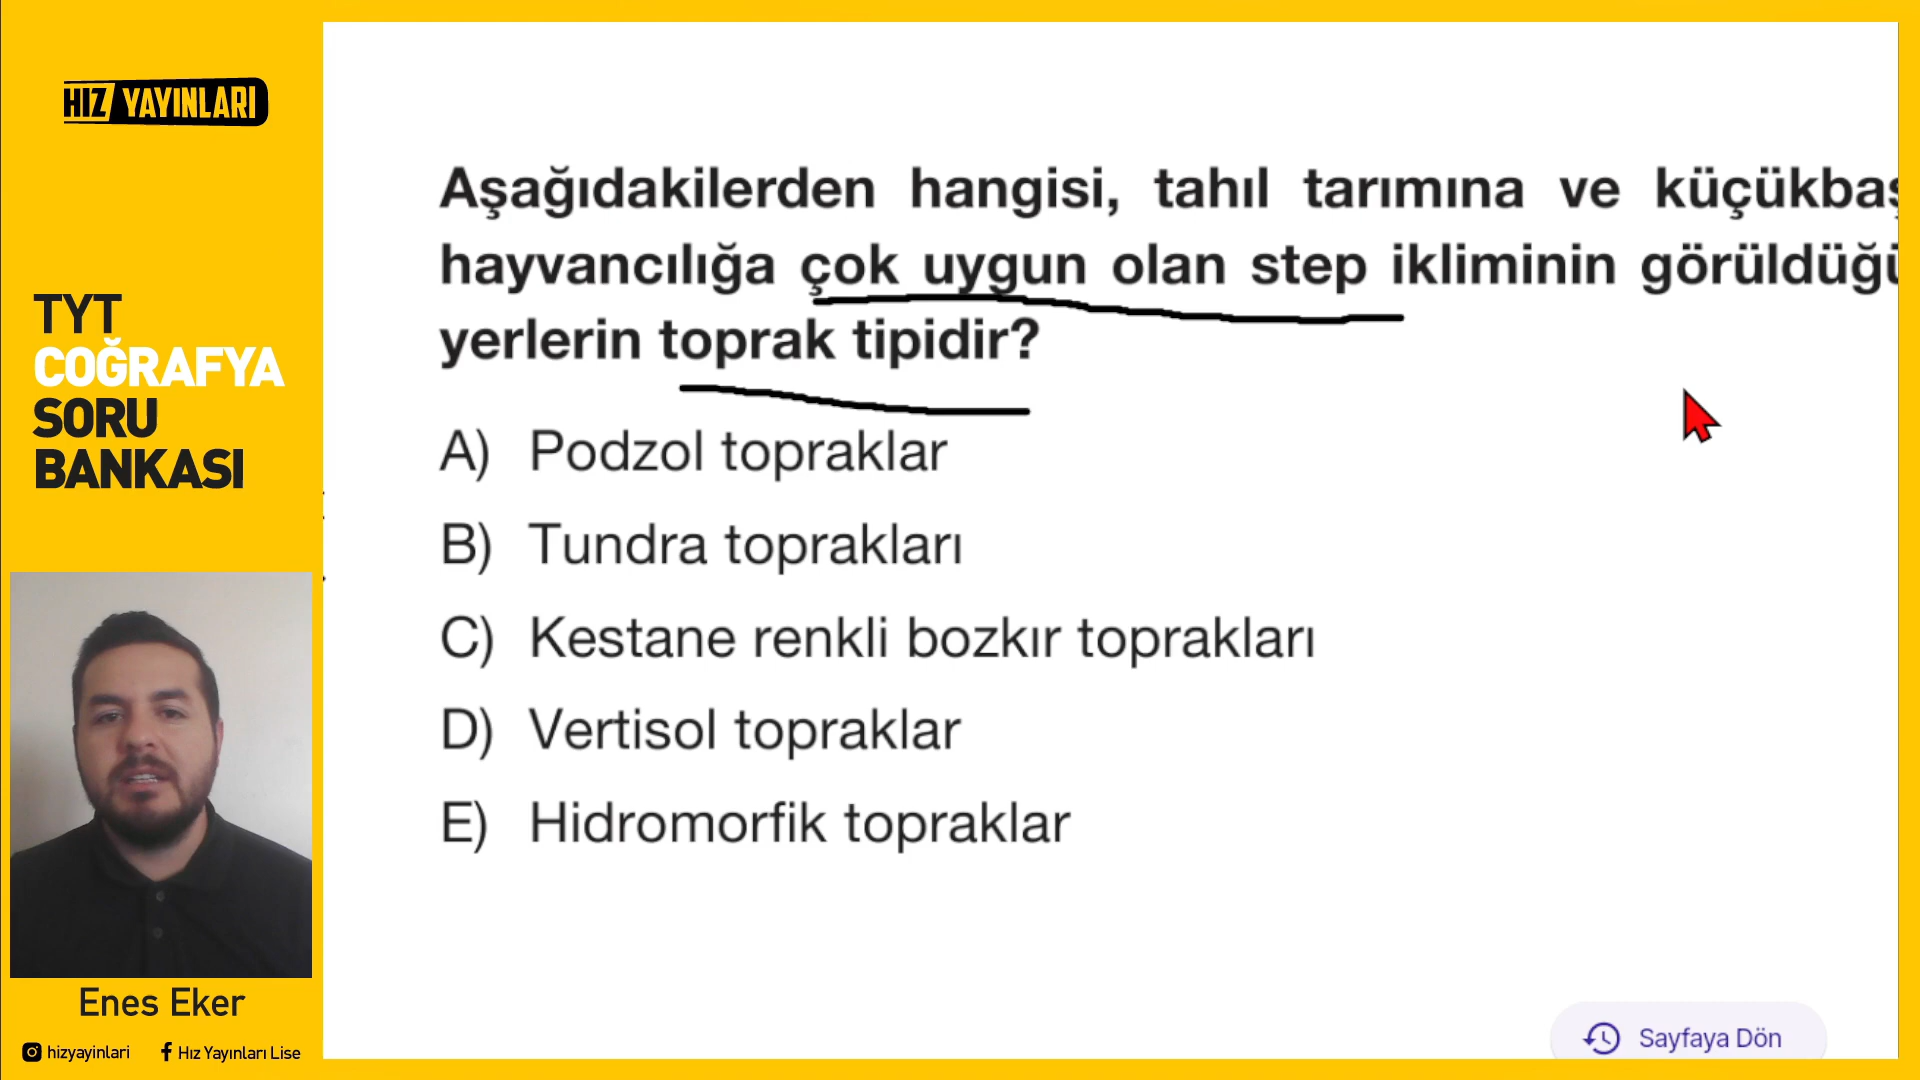 HIZ YAYINLARI
TYT
COĞRAFYA
SORU
BANKASI
Enes Eker
hizyayinlari
Hız Yayınları Lise
Aşağıdakilerden hangisi, tahıl tarımına ve küçükbaş
hayvancılığa çok uygun olan step ikliminin görüldüğü
yerlerin toprak tipidir?
A) Podzol topraklar
B) Tundra toprakları
C) Kestane renkli bozkır toprakları
D) Vertisol topraklar
E) Hidromorfik topraklar
Sayfaya Dön